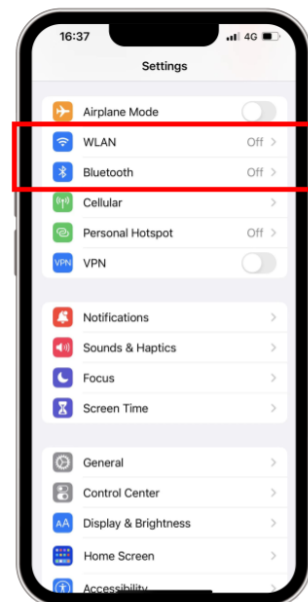 16:37 4G
Settings
Airplane Mode
WLAN Off
Bluetooth Off
Cellular
Personal Hotspot Off
VPN VPN
Notifications
Sounds & Haptics
Focus
Screen Time
General
Control Center
AA Display & Brightness
Home Screen
Accessibility